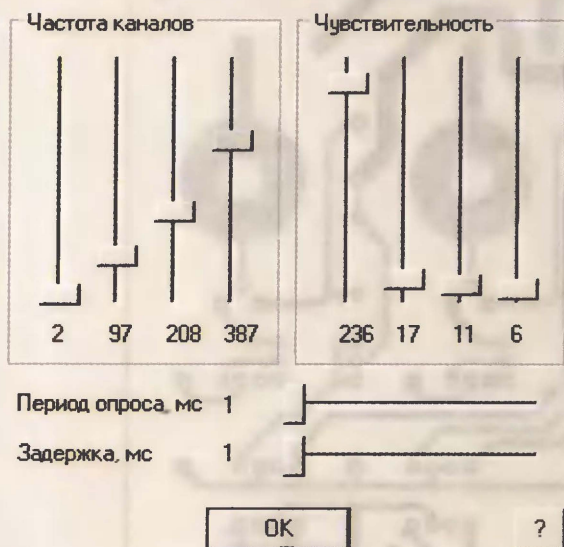 Частота каналов
Чувствительность
2 97 208 387
236 17 11 6
Период опроса, мс 1
Задержка, мс 1
OK
?